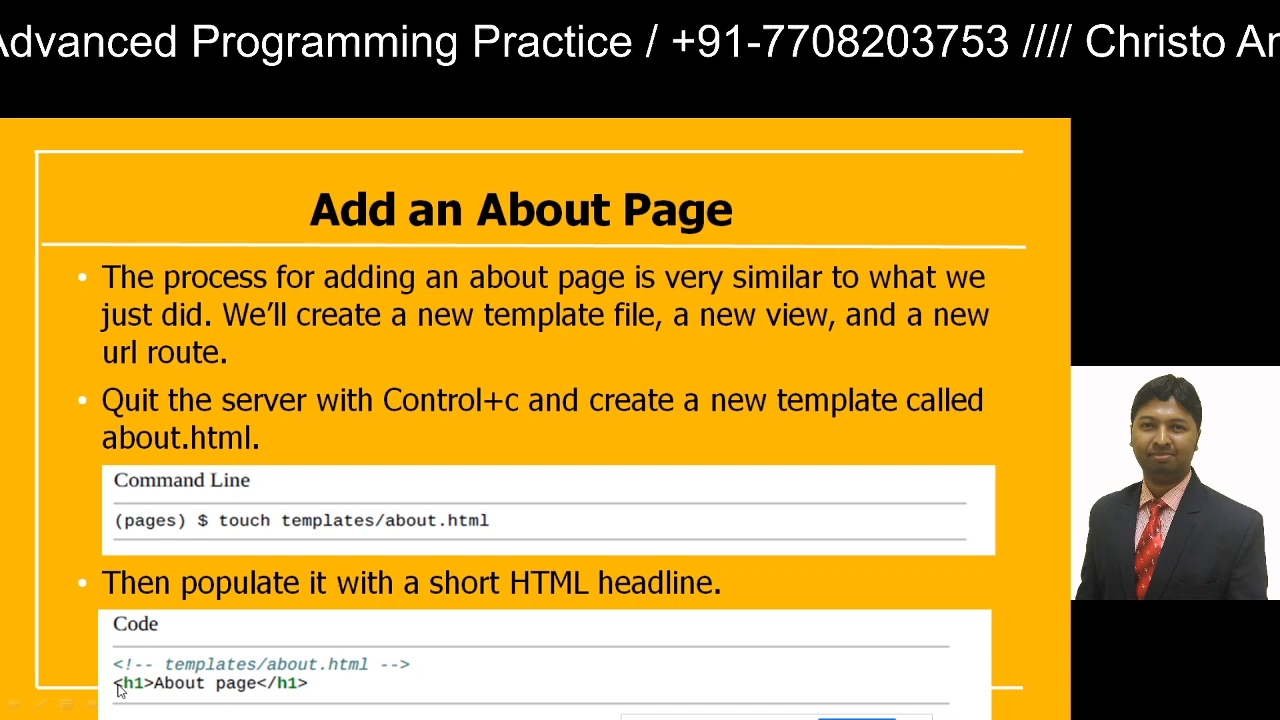 Advanced Programming Practice / +91-7708203753 //// Christo
Add an About Page
• The process for adding an about page is very similar to what we
just did. We’ll create a new template file, a new view, and a new
url route.
• Quit the server with Control+c and create a new template called
about.html.
Command Line
(pages) $ touch templates/about.html
• Then populate it with a short HTML headline.
Code
<!-- templates/about.html -->
<h1>About page</h1>